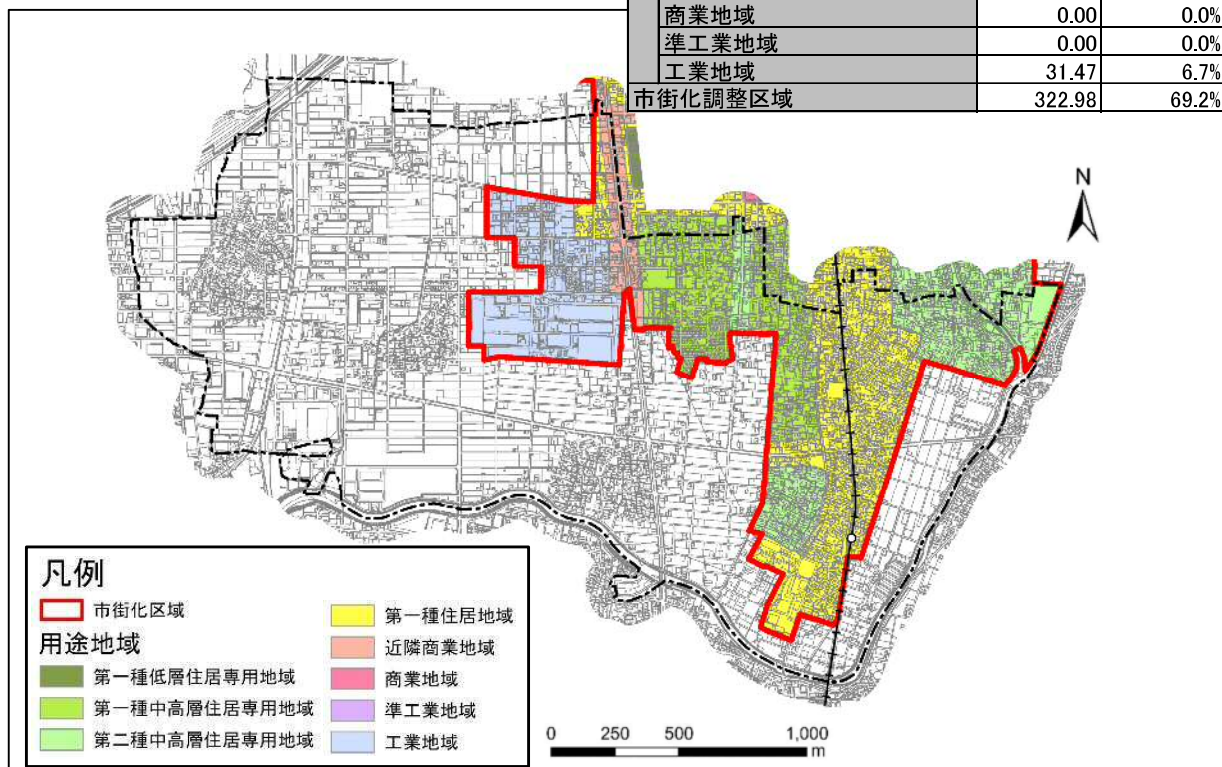 商業地域 0.00 0.0%
準工業地域 0.00 0.0%
工業地域 31.47 6.7%
市街化調整区域 322.98 69.2%
N
凡例
市街化区域
用途地域
第一種低層住居専用地域
第一種中高層住居専用地域
第二種中高層住居専用地域
第一種住居地域
近隣商業地域
商業地域
準工業地域
工業地域
0 250 500 1,000
m